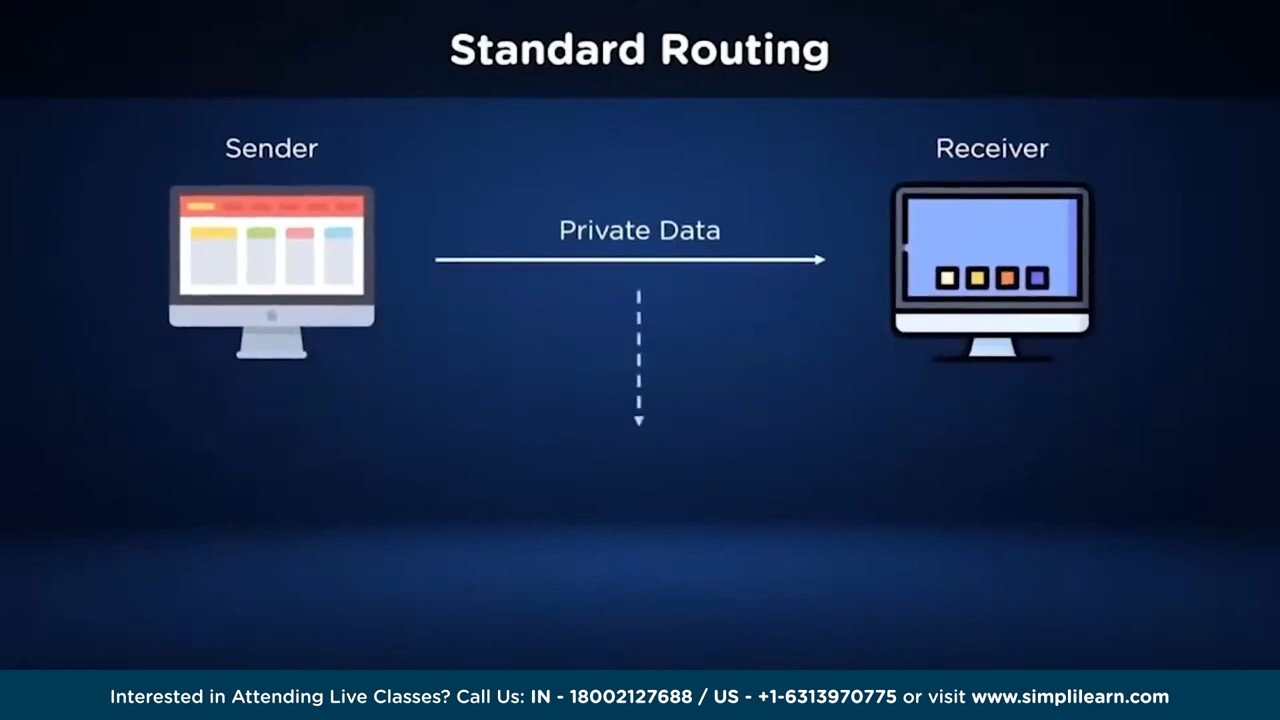 Standard Routing
Sender
Receiver
Private Data
Interested in Attending Live Classes? Call Us: IN - 18002127688 / US - +1-6313970775 or visit www.simplilearn.com